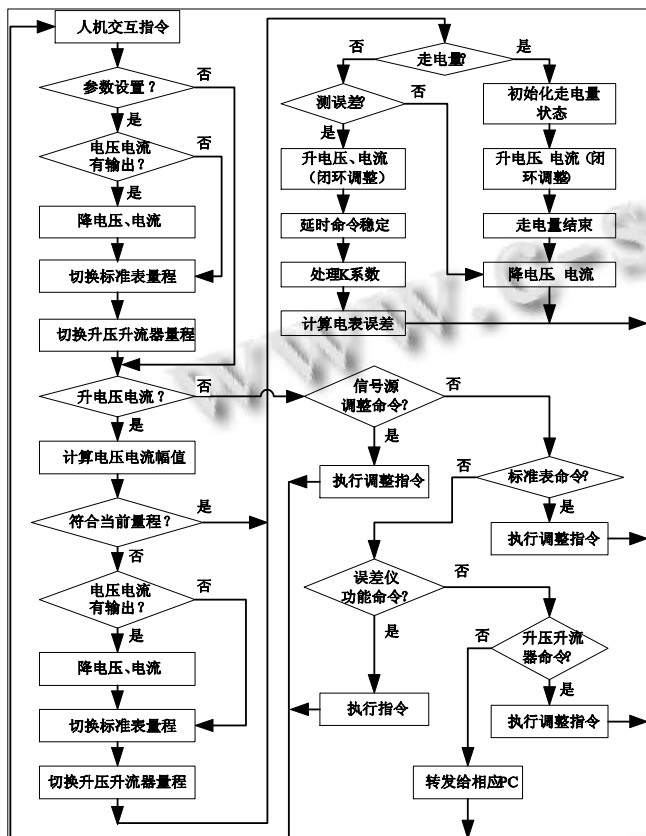 人机交互指令
参数设置？
否
是
电压电流
有输出？
否
是
降电压、电流
切换标准表量程
切换升压升流器量程
升电压电流？
否
是
计算电压电流幅值
符合当前量程？
是
否
电压电流
有输出？
否
是
降电压、电流
切换标准表量程
切换升压升流器量程
走电量？
否
是
测误差？
否
是
升电压、电流
（闭环调整）
延时命令稳定
处理K系数
计算电表误差
初始化走电量
状态
升电压、电流（闭
环调整）
走电量结束
降电压、电流
信号源
调整命令？
否
是
执行调整指令
标准表命令？
否
是
执行调整指令
误差仪
功能命令？
否
是
执行指令
升压升流
器命令？
否
是
执行调整指令
转发给相应PC
www.c-s